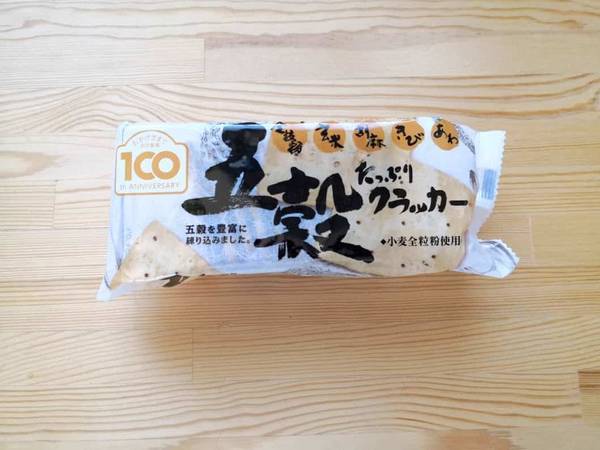 100
th ANNIVERSARY
玄米
胡麻
きび
あわ
五穀
たっぷり
クラッカー
五穀を豊富に
練り込みました。
◆小麦全粒粉使用